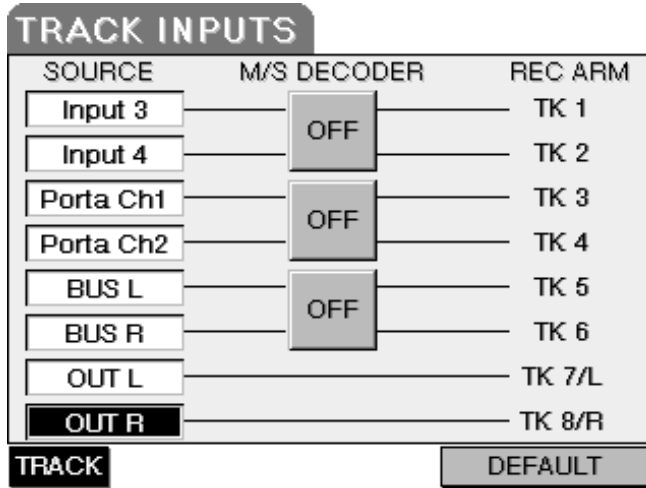 TRACK INPUTS
SOURCE M/S DECODER REC ARM
Input 3 TK 1
OFF
Input 4 TK 2
Porta Ch1 TK 3
OFF
Porta Ch2 TK 4
BUS L TK 5
OFF
BUS R TK 6
OUT L TK 7/L
OUT R TK 8/R
TRACK DEFAULT